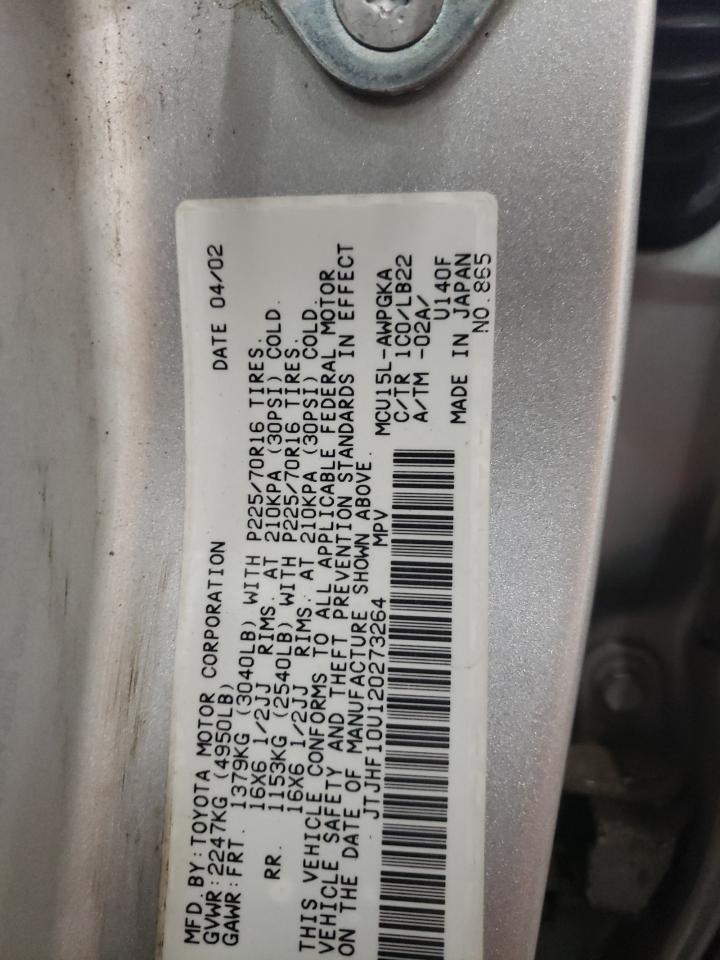 MFD. BY: TOYOTA MOTOR CORPORATION DATE 04/02
GVWR: 2247KG (4950LB)
GAWR: FRT. 1379KG (3040LB) WITH P225/70R16 TIRES.
16X6 1/2JJ RIMS. AT 210KPA (30PSI) COLD.
RR. 1153KG (2540LB) WITH P225/70R16 TIRES.
16X6 1/2JJ RIMS. AT 210KPA (30PSI) COLD.
THIS VEHICLE CONFORMS TO ALL APPLICABLE FEDERAL MOTOR
VEHICLE SAFETY AND THEFT PREVENTION STANDARDS IN EFFECT
ON THE DATE OF MANUFACTURE SHOWN ABOVE.
JTJHF10U120273264 MPV
MCU15L-AWPGKA
C/TR 1C0/LB22
A/TM -02A/
U140F
MADE IN JAPAN
NO.865